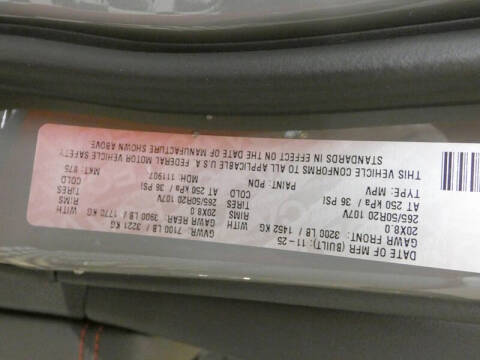 DATE OF MFR (BUILT): 11-25
GAWR FRONT: 3200 LB / 1452 KG
20X8.0
265/50R20 107V
AT 250 kPa / 36 PSI
TYPE: MPV
WITH
RIMS
TIRES
COLD
PAINT: PDN
GVWR: 7100 LB / 3221 KG
GAWR REAR: 3900 LB / 1770 KG
20X8.0
265/50R20 107V
AT 250 kPa / 36 PSI
MDH: 111907
WITH
RIMS
TIRES
COLD
MKT: 975
THIS VEHICLE CONFORMS TO ALL APPLICABLE U.S.A. FEDERAL MOTOR VEHICLE SAFETY
STANDARDS IN EFFECT ON THE DATE OF MANUFACTURE SHOWN ABOVE